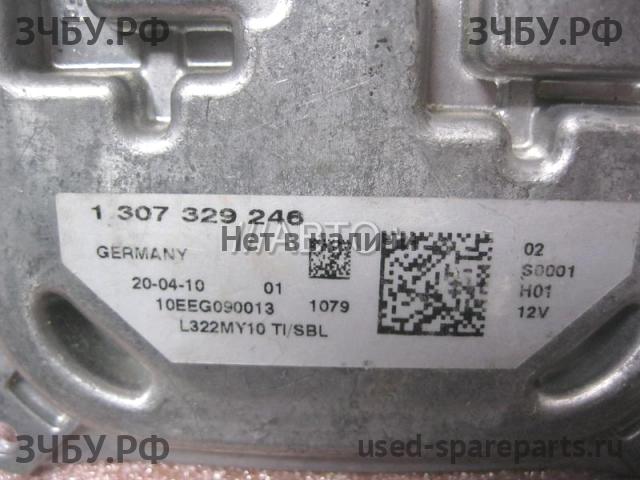 ЗЧБУ.РФ
ЗЧБУ.РФ
1 307 329 246
Нет в наличии
GERMANY
20-04-10 01
10EEG090013 1079
L322MY10 TI/SBL
02
S0001
H01
12V
ЗЧБУ.РФ
used-spareparts.ru